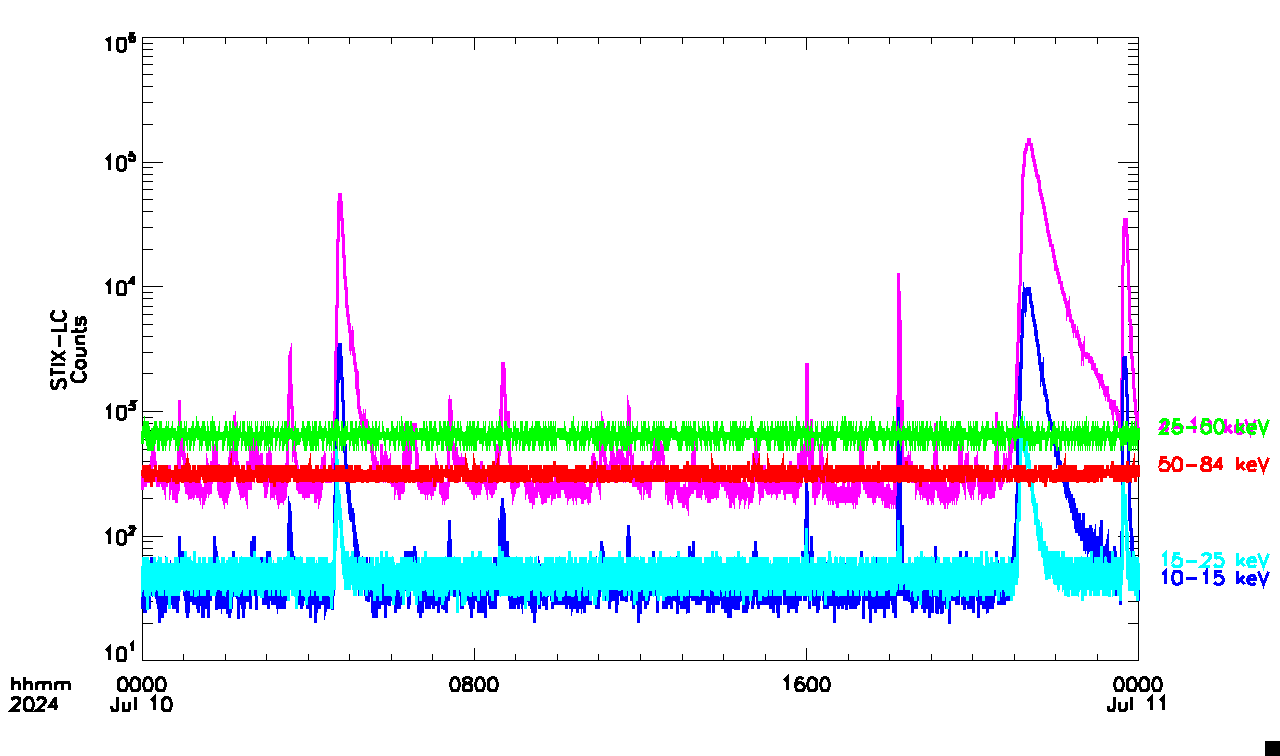 10⁶
10⁵
10⁴
10³
10²
10¹
STIX-LC
Counts
25-50 keV
50-84 keV
15-25 keV
10-15 keV
hhmm 0000 0800 1600 0000
2024 Jul 10 Jul 11